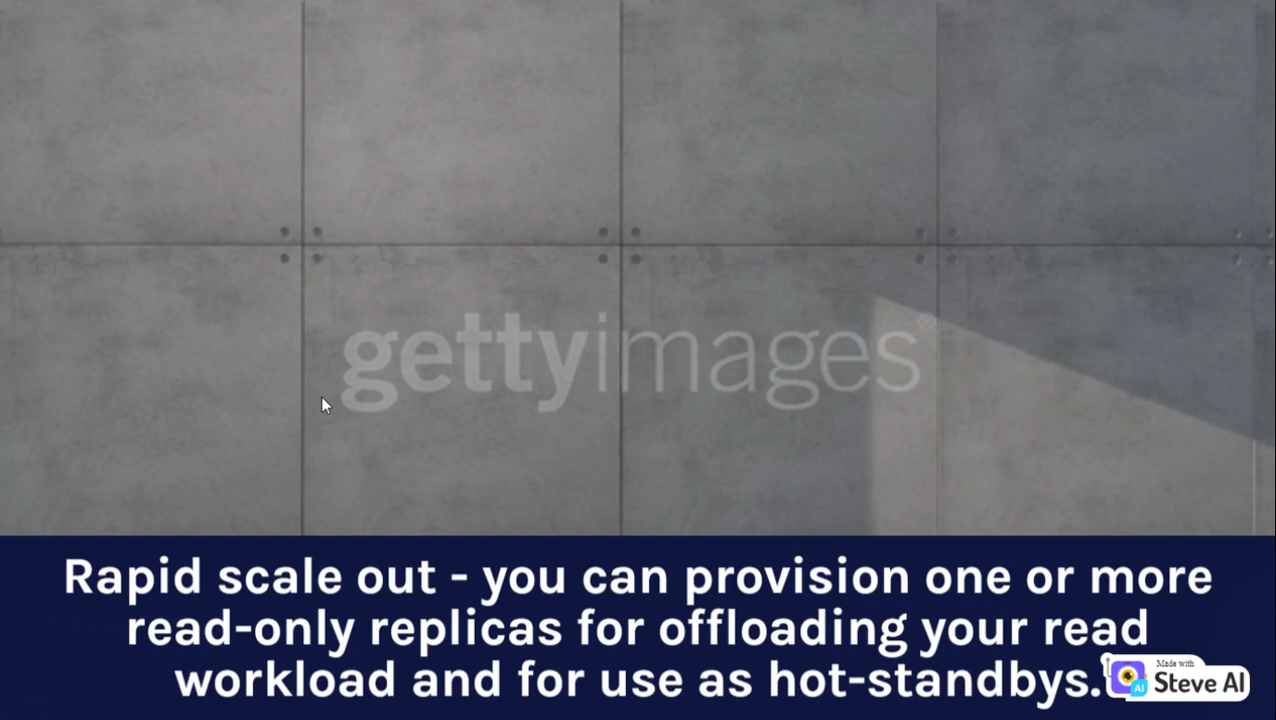 gettyimages®
Rapid scale out - you can provision one or more
read-only replicas for offloading your read
workload and for use as hot-standbys.
Made with
AI Steve AI